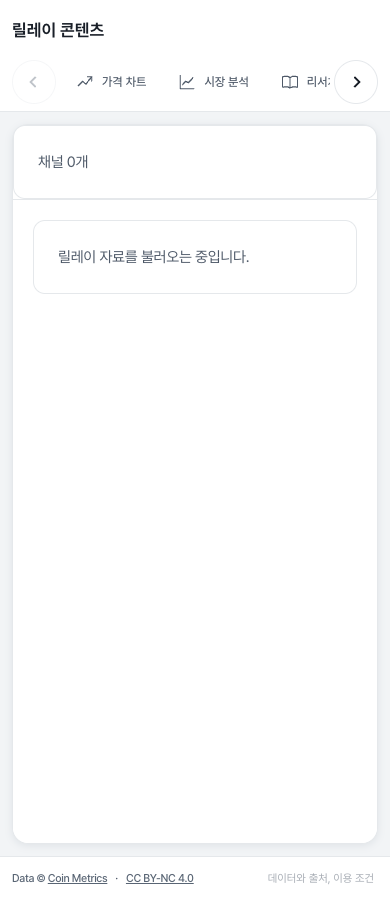 릴레이 콘텐츠
가격 차트 시장 분석 리서
채널 0개
릴레이 자료를 불러오는 중입니다.
Data © Coin Metrics · CC BY-NC 4.0 데이터와 출처, 이용 조건